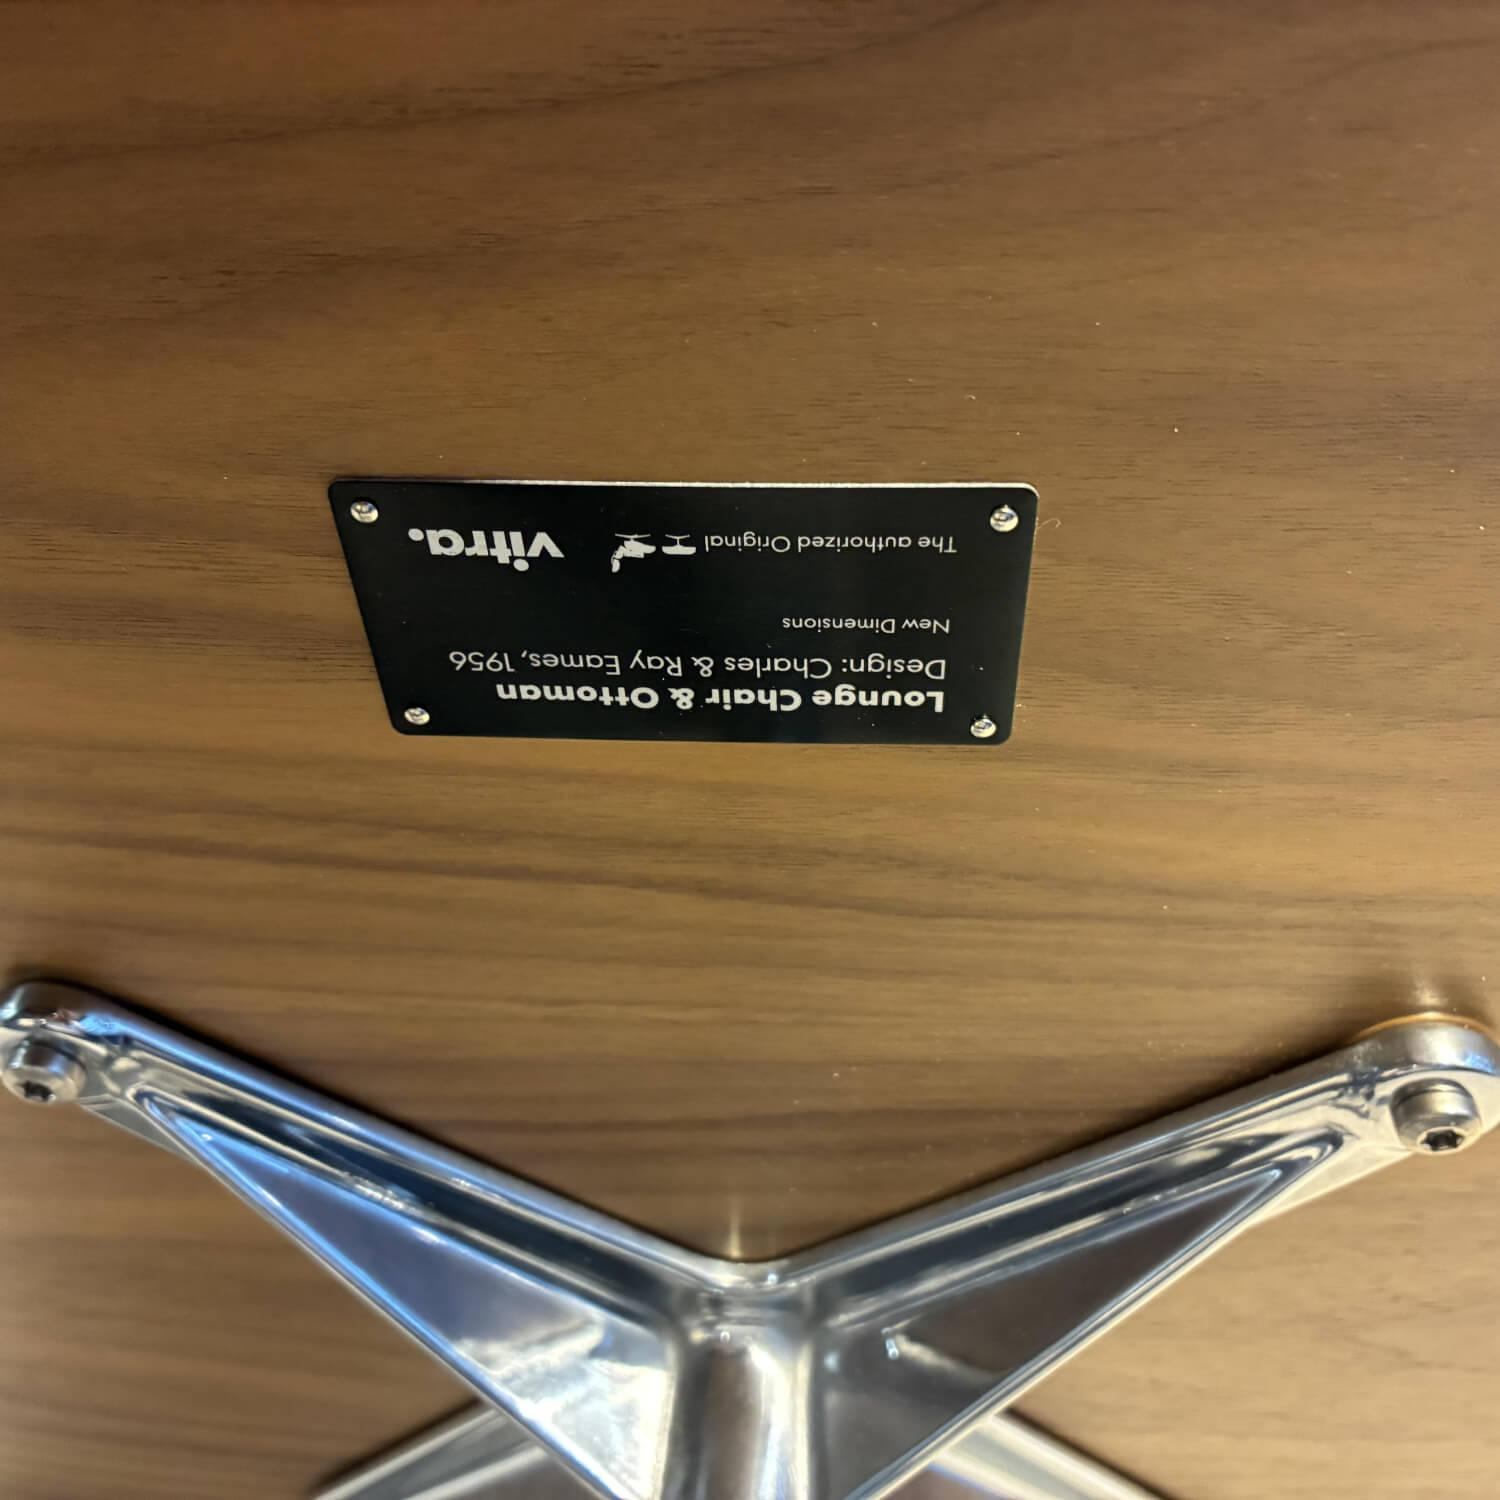 Lounge Chair & Ottoman
Design: Charles & Ray Eames, 1956
New Dimensions
The authorized Original
vitra.